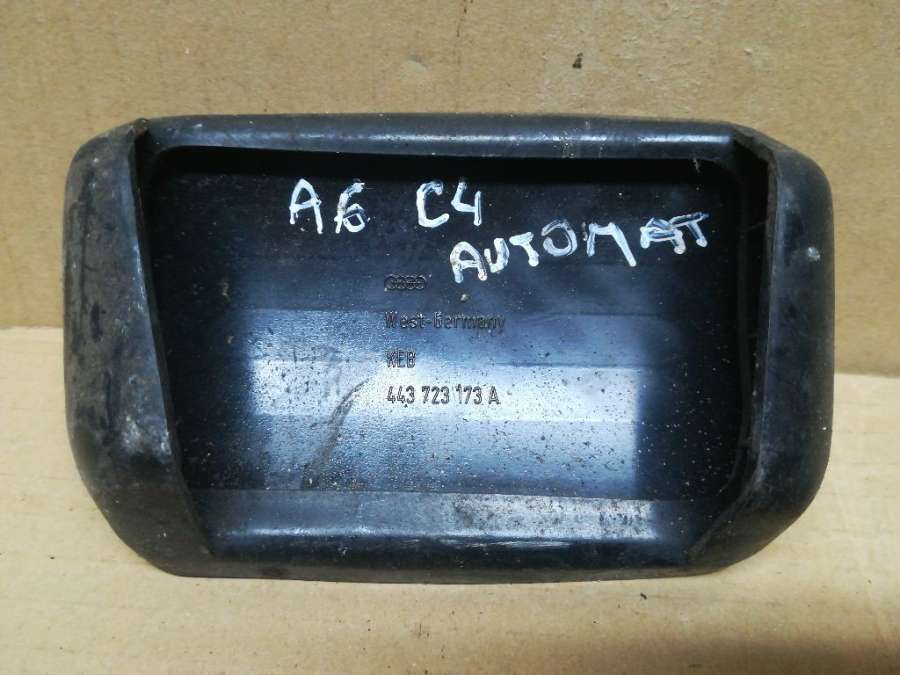 A6 C4
AUTOMAT
West-Germany
KEB
443 723 173 A